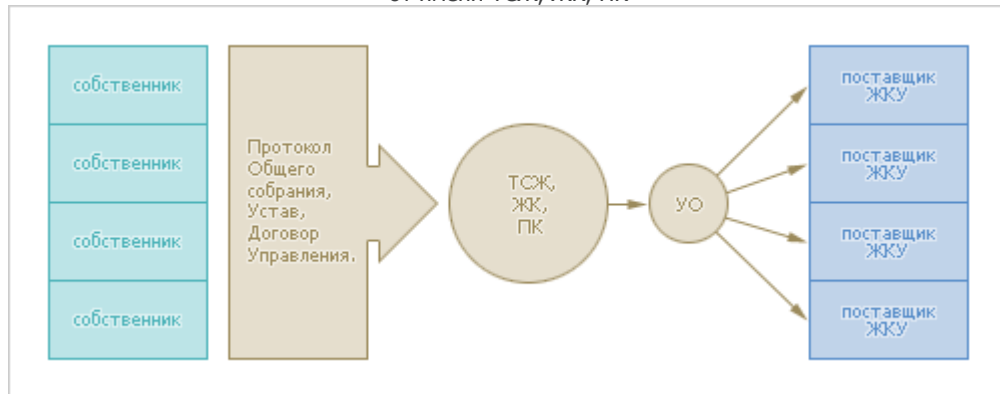 собственник
собственник
собственник
собственник
Протокол
Общего
собрания,
Устав,
Договор
Управления.
ТСЖ,
ЖК,
ПК
УО
поставщик
ЖКУ
поставщик
ЖКУ
поставщик
ЖКУ
поставщик
ЖКУ